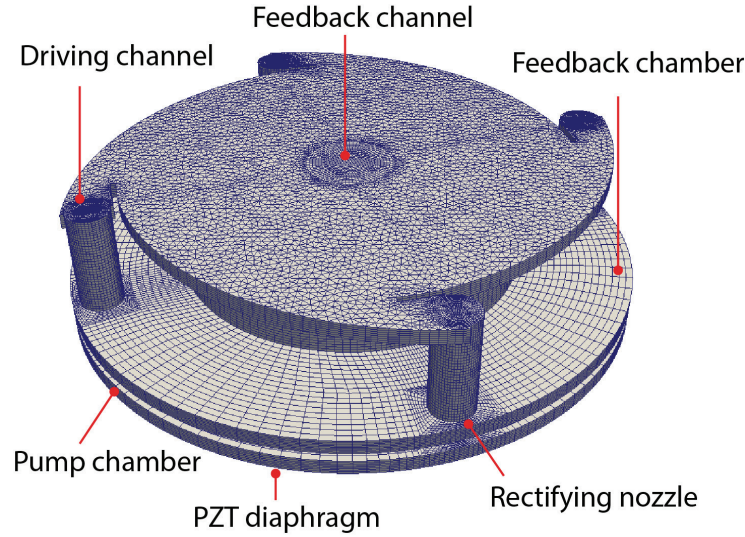 Feedback channel
Driving channel
Feedback chamber
Pump chamber
Rectifying nozzle
PZT diaphragm